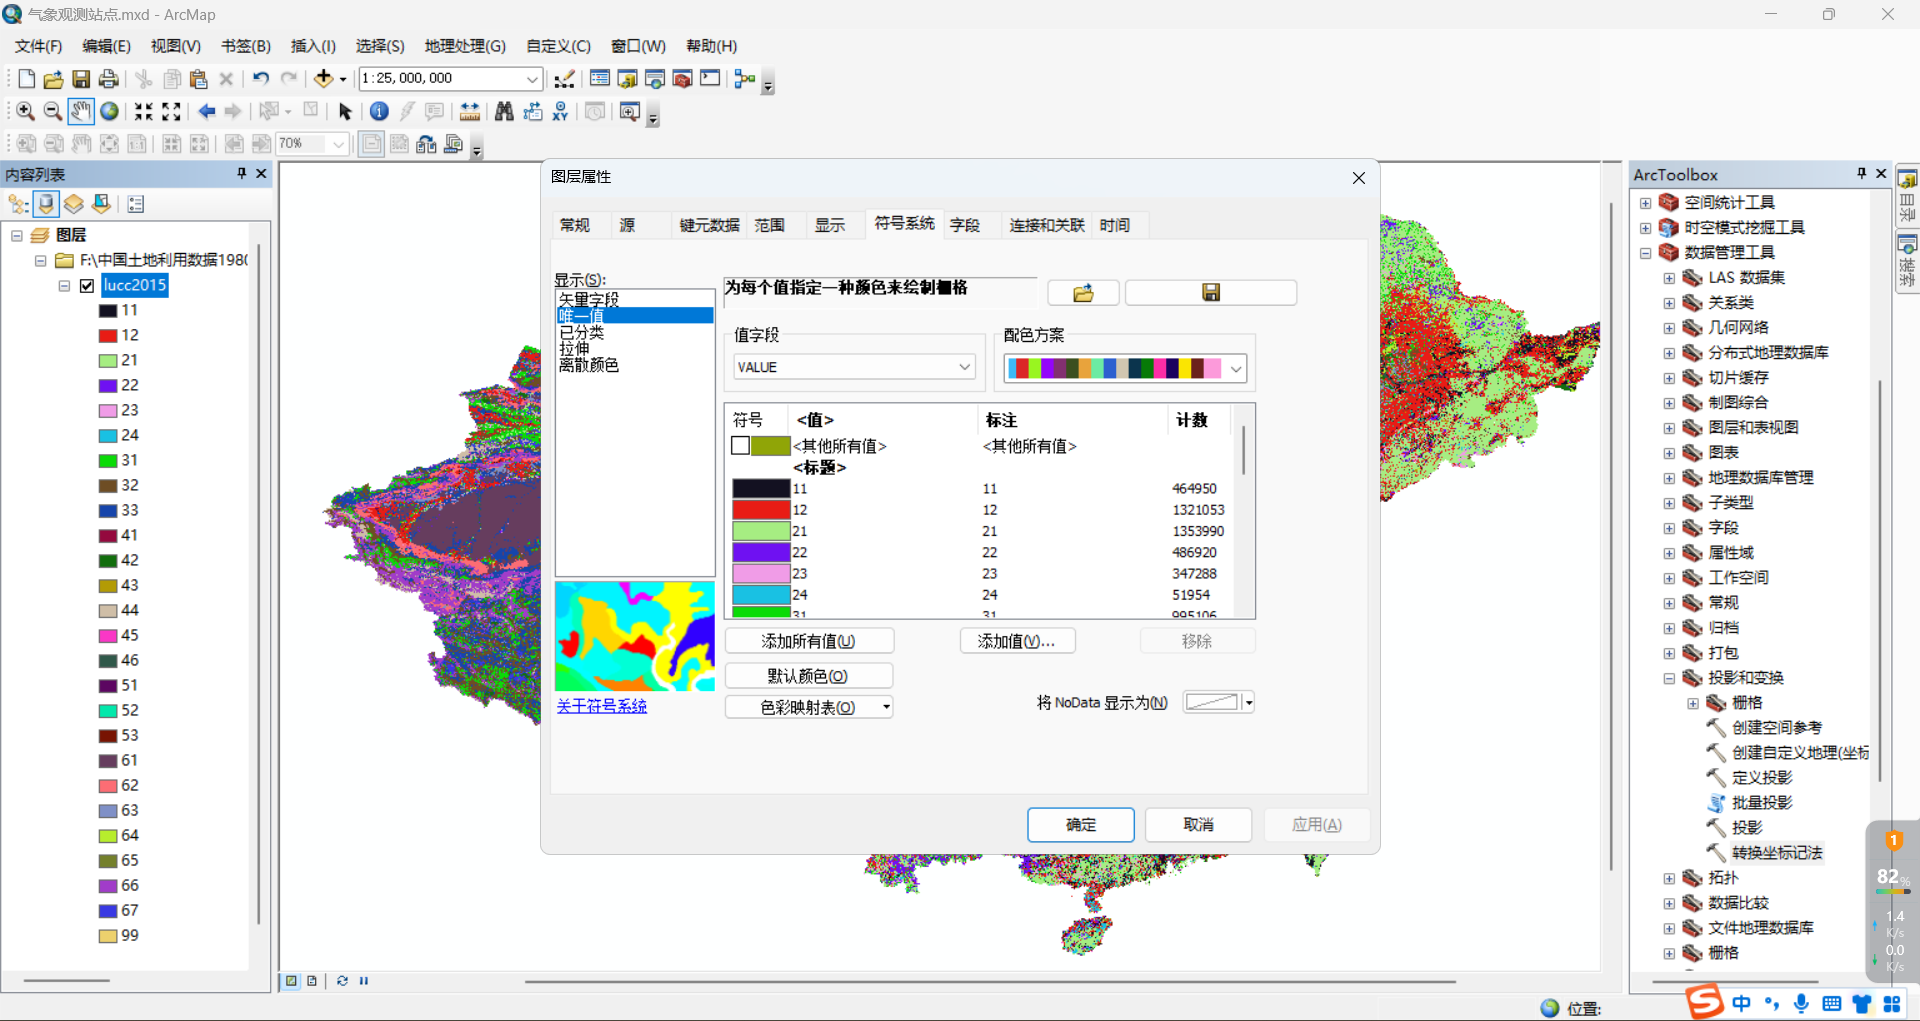 气象观测站点.mxd - ArcMap
文件(F) 编辑(E) 视图(V) 书签(B) 插入(I) 选择(S) 地理处理(G) 自定义(C) 窗口(W) 帮助(H)
1:25,000,000
XY
1:1 70%
内容列表
图层
F:\中国土地利用数据1980
lucc2015
11
12
21
22
23
24
31
32
33
41
42
43
44
45
46
51
52
53
61
62
63
64
65
66
67
99
图层属性
常规 源 键元数据 范围 显示 符号系统 字段 连接和关联 时间
显示(S):
矢量字段
唯一值
已分类
拉伸
离散颜色
关于符号系统
为每个值指定一种颜色来绘制栅格
值字段
VALUE
配色方案
符号 <值> 标注 计数
<其他所有值> <其他所有值>
<标题>
11 11 464950
12 12 1321053
21 21 1353990
22 22 486920
23 23 347288
24 24 51954
31 31 995106
添加所有值(U) 添加值(V)... 移除
默认颜色(O)
色彩映射表(O)
将 NoData 显示为(N)
确定 取消 应用(A)
ArcToolbox
空间统计工具
时空模式挖掘工具
数据管理工具
LAS 数据集
关系类
几何网络
分布式地理数据库
切片缓存
制图综合
图层和表视图
图表
地理数据库管理
子类型
字段
属性域
工作空间
常规
归档
打包
投影和变换
栅格
创建空间参考
创建自定义地理(坐标
定义投影
批量投影
投影
转换坐标记法
拓扑
数据比较
文件地理数据库
栅格
目录
搜索
1
82%
1.4
K/s
0.0
K/s
位置:
S 中